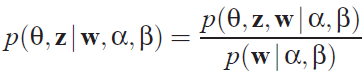 p(θ, z | w, α, β) = p(θ, z, w | α, β) / p(w | α, β)